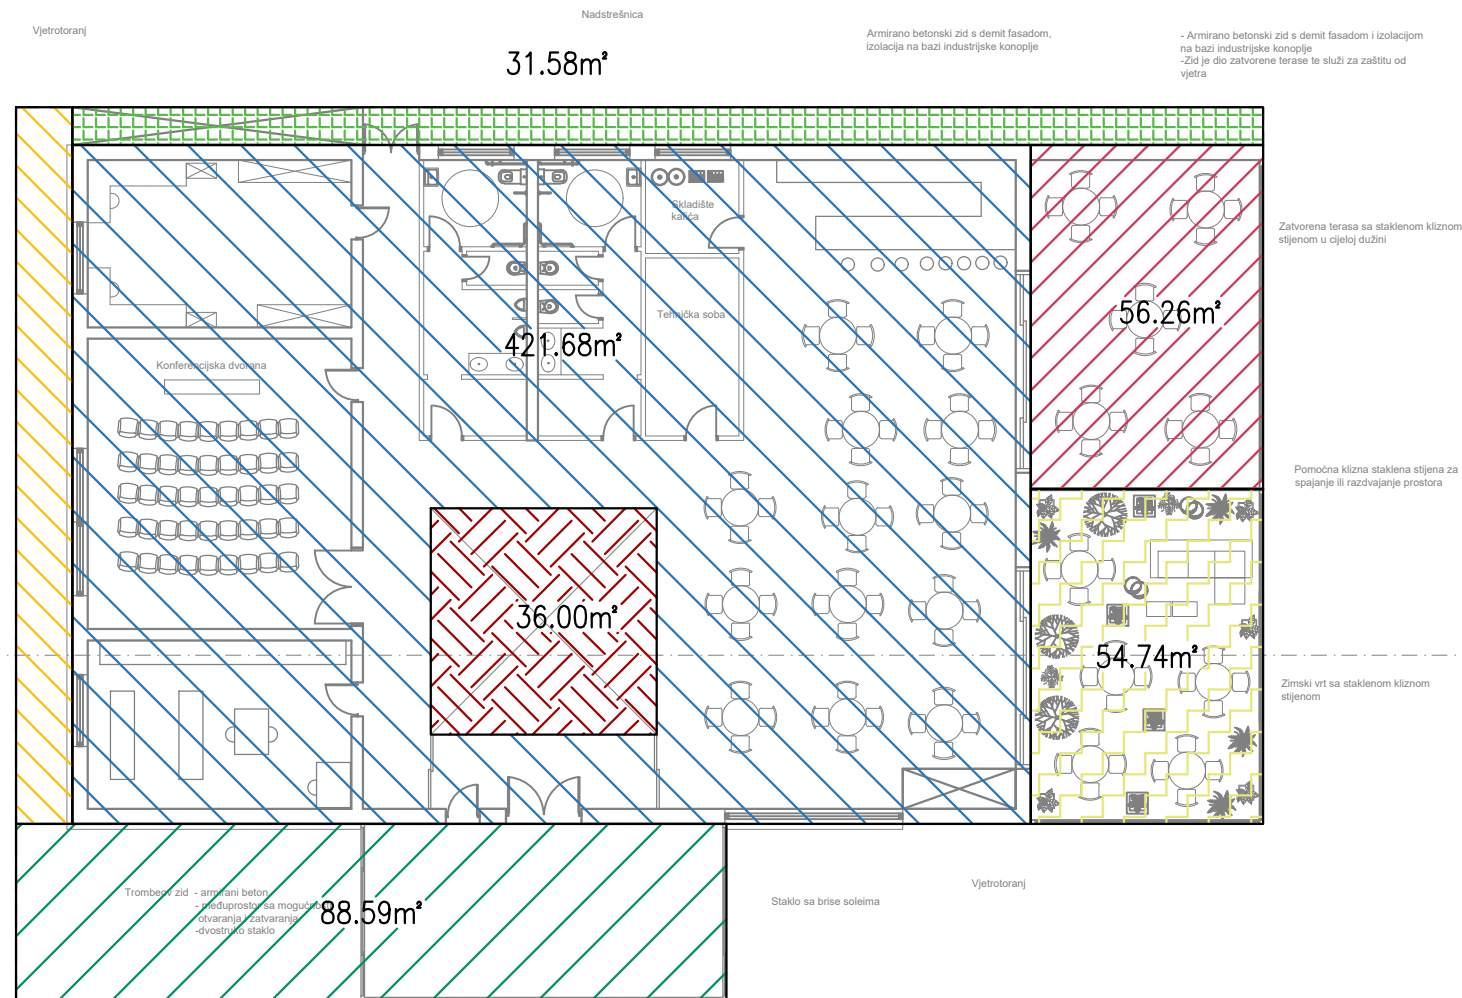 Nadstrešnica
Vjetrotoranj
Armirano betonski zid s demit fasadom,
izolacija na bazi industrijske konoplje
- Armirano betonski zid s demit fasadom i izolacijom
na bazi industrijske konoplje
-Zid je dio zatvorene terase te služi za zaštitu od
vjetra
31.58m²
Skladište
kafića
Zatvorena terasa sa staklenom kliznom
stijenom u cijeloj dužini
56.26m²
Tehnička soba
421.68m²
Konferencijska dvorana
Pomoćna klizna staklena stijena za
spajanje ili razdvajanje prostora
36.00m²
54.74m²
Zimski vrt sa staklenom kliznom
stijenom
Vjetrotoranj
Trombeov zid - armirani beton
- međuprostor sa mogućnosti
otvaranja i zatvaranja
-dvostruko staklo
88.59m²
Staklo sa brise soleima